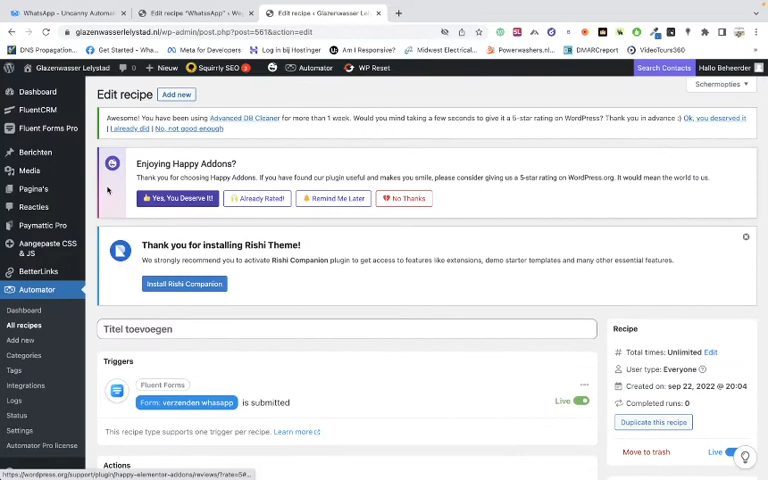 WhatsApp - Uncanny Automat
Edit recipe "WhatsApp" ‹ We
Edit recipe ‹ Glazenwasser Lelyst
glazenwasserlelystad.nl/wp-admin/post.php?post=561&action=edit
DNS Propagation...
Get Started - Wha...
Meta for Developers
Log in bij Hostinger
Am I Responsive?
Midwest Electrical...
Powerwashers.nl...
DMARCreport
VideoTours360
Glazenwasser Lelystad
0
Nieuw
Squirrly SEO
Automator
WP Reset
Search Contacts
Hallo Beheerder
Dashboard
FluentCRM
Fluent Forms Pro
Berichten
Media
Pagina's
Reacties
Paymattic Pro
Aangepaste CSS
& JS
BetterLinks
Automator
Dashboard
All recipes
Add new
Categories
Tags
Integrations
Logs
Status
Settings
Automator Pro license
Schermopties ▼
Edit recipe
Add new
Awesome! You have been using Advanced DB Cleaner for more than 1 week. Would you mind taking a few seconds to give it a 5-star rating on WordPress? Thank you in advance :) Ok, you deserved it
| I already did | No, not good enough
Enjoying Happy Addons?
Thank you for choosing Happy Addons. If you have found our plugin useful and makes you smile, please consider giving us a 5-star rating on WordPress.org. It would mean the world to us.
Yes, You Deserve It!
Already Rated!
Remind Me Later
No Thanks
Thank you for installing Rishi Theme!
We strongly recommend you to activate Rishi Companion plugin to get access to features like extensions, demo starter templates and many other essential features.
Install Rishi Companion
Titel toevoegen
Triggers
Fluent Forms
Form: verzenden whasapp is submitted
Live
This recipe supports one trigger per recipe. Learn more
Actions
Recipe
# Total times: Unlimited Edit
User type: Everyone
Created on: sep 22, 2022 @ 20:04
Completed runs: 0
Duplicate this recipe
Move to trash
Live
https://wordpress.org/support/plugin/happy-elementor-addons/reviews/?rate=5#...